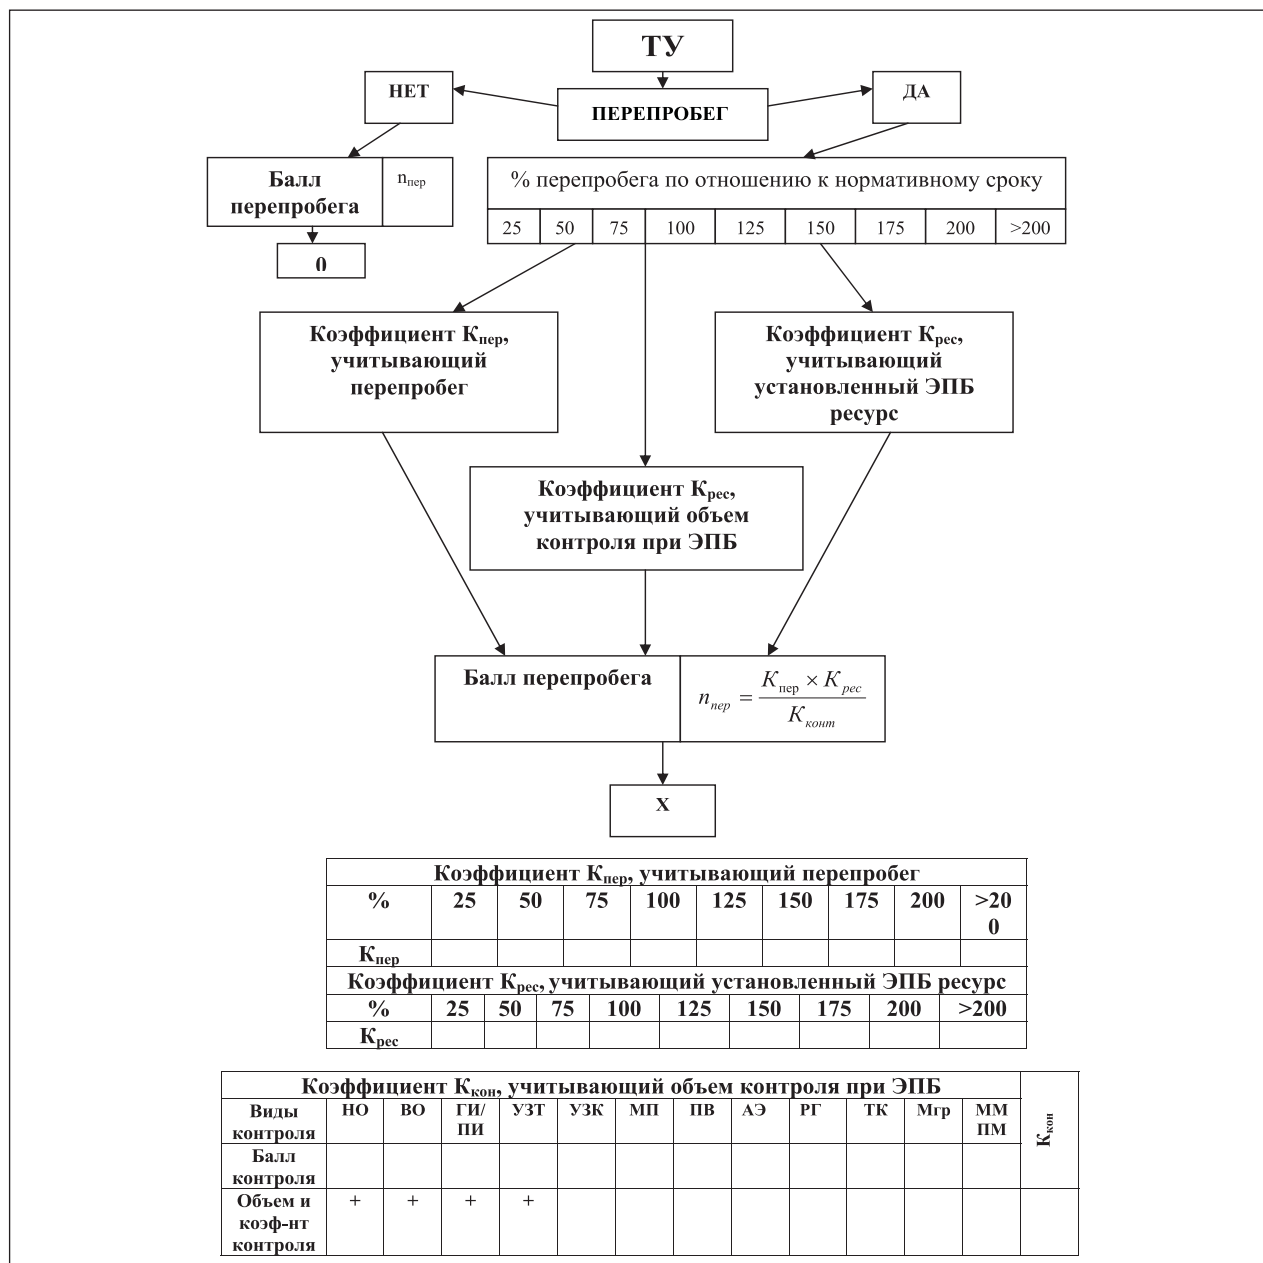 ТУ
НЕТ
ПЕРЕПРОБЕГ
ДА
Балл
перепробега
nпер
0
% перепробега по отношению к нормативному сроку
25 50 75 100 125 150 175 200 >200
Коэффициент Кпер,
учитывающий
перепробег
Коэффициент Крес,
учитывающий
установленный ЭПБ
ресурс
Коэффициент Крес,
учитывающий объем
контроля при ЭПБ
Балл перепробега
nпер = Кпер × Крес / Кконт
Х
Коэффициент Кпер, учитывающий перепробег
% 25 50 75 100 125 150 175 200 >20
0
Кпер
Коэффициент Крес, учитывающий установленный ЭПБ ресурс
% 25 50 75 100 125 150 175 200 >200
Крес
Коэффициент Ккон, учитывающий объем контроля при ЭПБ
Ккон
Виды НО ВО ГИ/ УЗТ УЗК МП ПВ АЭ РГ ТК Мгр ММ
контроля ПИ ПМ
Балл
контроля
Объем и + + + +
коэф-нт
контроля